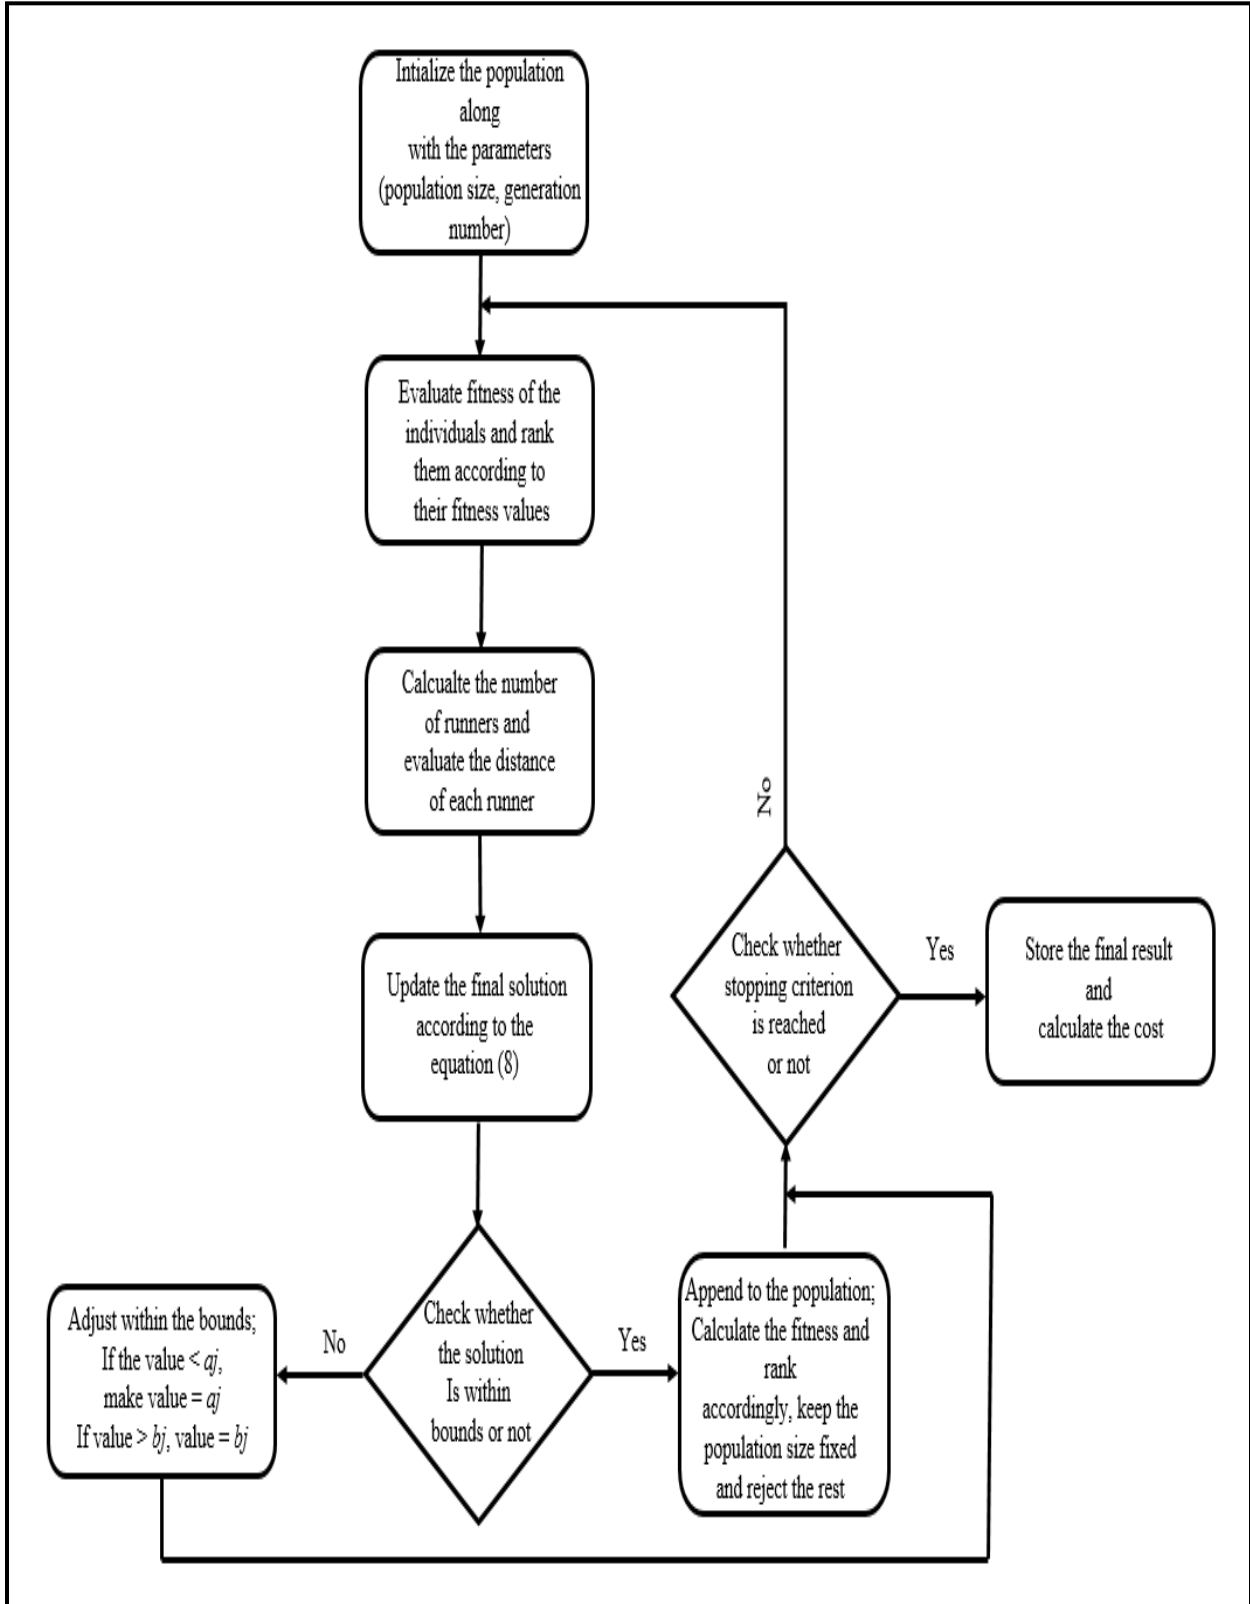 Intialize the population
along
with the parameters
(population size, generation
number)
Evaluate fitness of the
individuals and rank
them according to
their fitness values
Calcualte the number
of runners and
evaluate the distance
of each runner
Update the final solution
according to the
equation (8)
Check whether
the solution
Is within
bounds or not
No
Adjust within the bounds;
If the value < aj,
make value = aj
If value > bj, value = bj
Yes
Append to the population;
Calculate the fitness and
rank
accordingly, keep the
population size fixed
and reject the rest
Check whether
stopping criterion
is reached
or not
No
Yes
Store the final result
and
calculate the cost